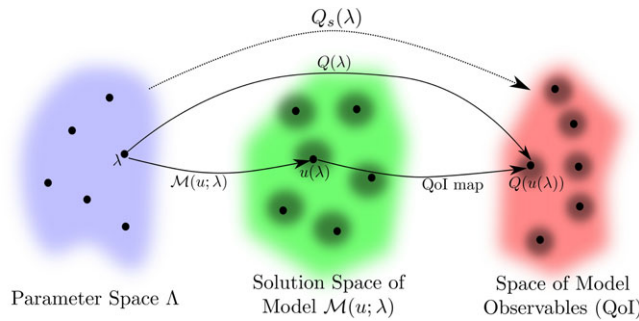 Q_s(λ)
Q(λ)
λ
M(u; λ)
u(λ)
QoI map
Q(u(λ))
Parameter Space Λ
Solution Space of
Model M(u; λ)
Space of Model
Observables (QoI)